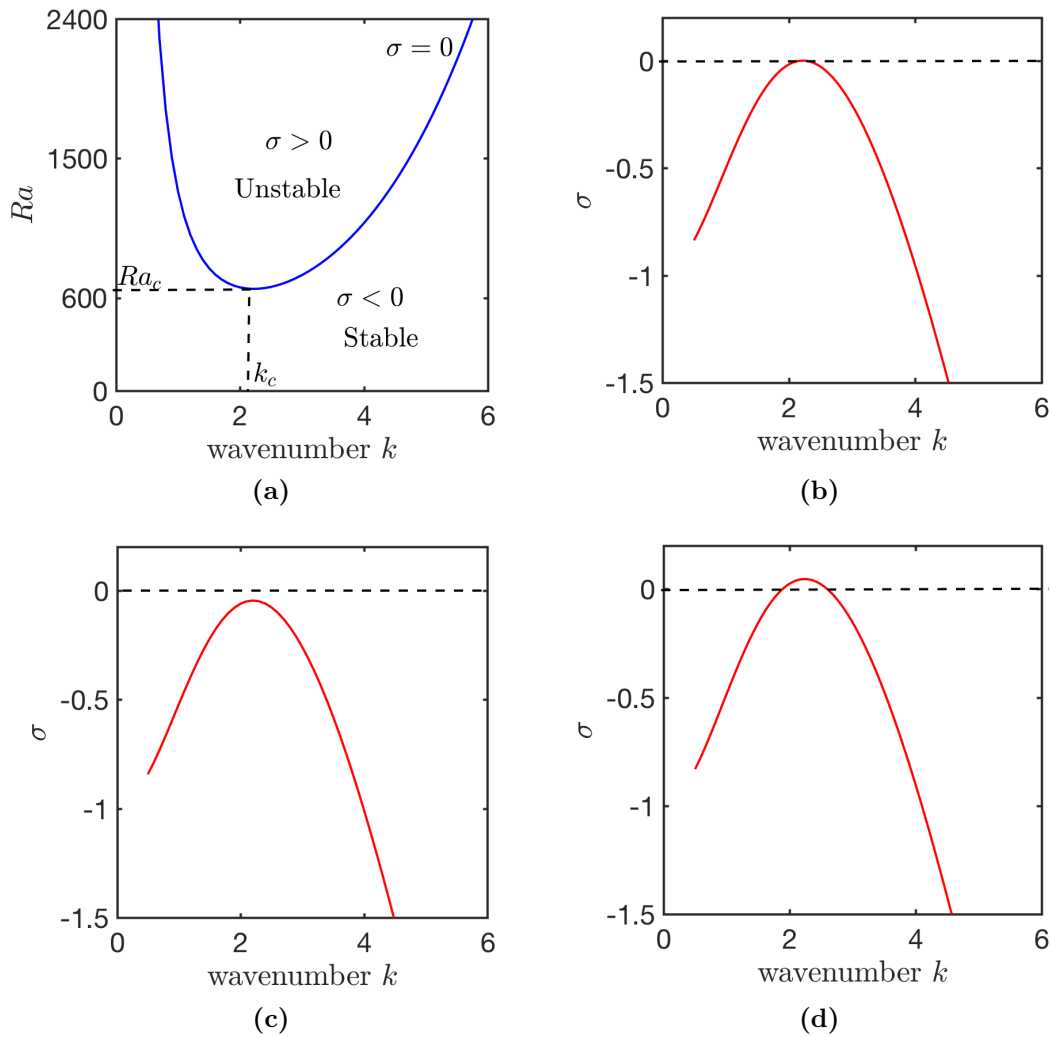 2400
σ = 0
σ > 0
1500
Unstable
Ra
Ra_c
600
σ < 0
Stable
k_c
0
0 2 4 6
wavenumber k
(a)
0
-0.5
σ
-1
-1.5
0 2 4 6
wavenumber k
(b)
0
-0.5
σ
-1
-1.5
0 2 4 6
wavenumber k
(c)
0
-0.5
σ
-1
-1.5
0 2 4 6
wavenumber k
(d)